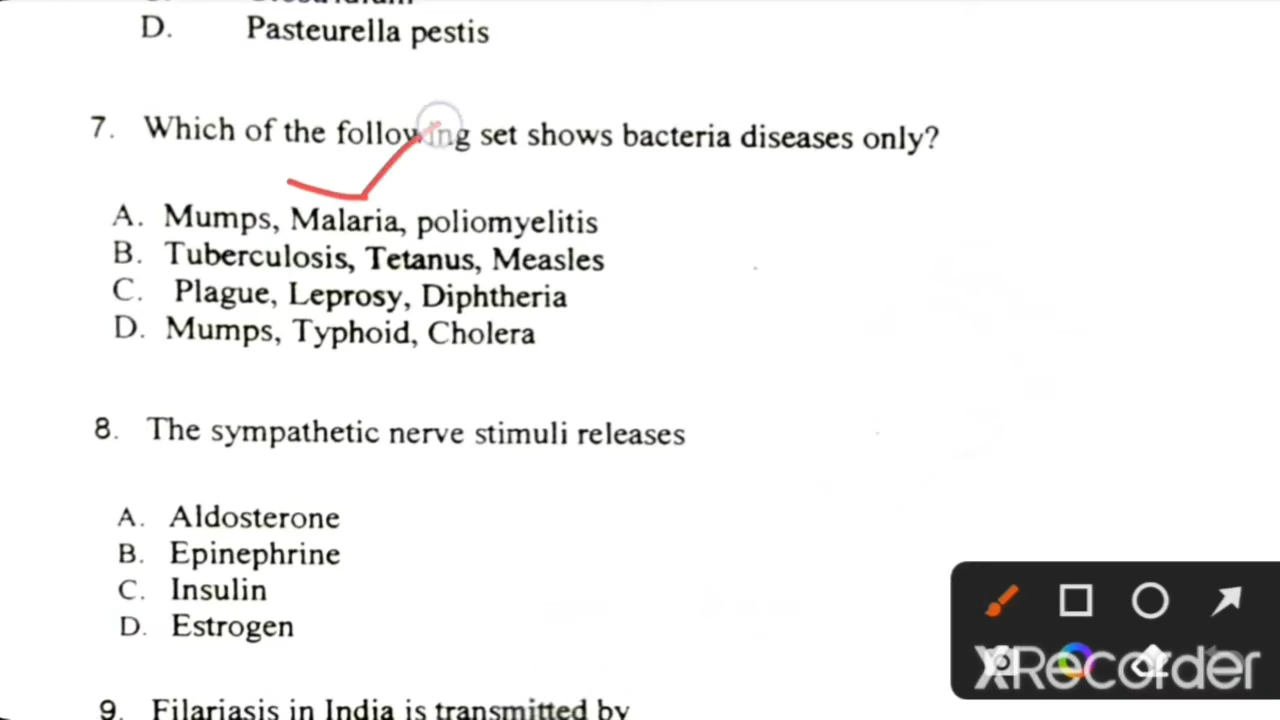 D. Pasteurella pestis
7. Which of the following set shows bacteria diseases only?
A. Mumps, Malaria, poliomyelitis
B. Tuberculosis, Tetanus, Measles
C. Plague, Leprosy, Diphtheria
D. Mumps, Typhoid, Cholera
8. The sympathetic nerve stimuli releases
A. Aldosterone
B. Epinephrine
C. Insulin
D. Estrogen
XRecorder
9. Filariasis in India is transmitted by